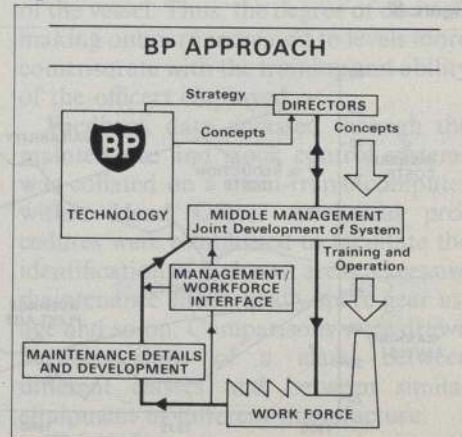 BP APPROACH
Strategy
DIRECTORS
Concepts
Concepts
BP
TECHNOLOGY
MIDDLE MANAGEMENT
Joint Development of System
Training and
Operation
MANAGEMENT/
WORKFORCE
INTERFACE
MAINTENANCE DETAILS
AND DEVELOPMENT
WORK FORCE